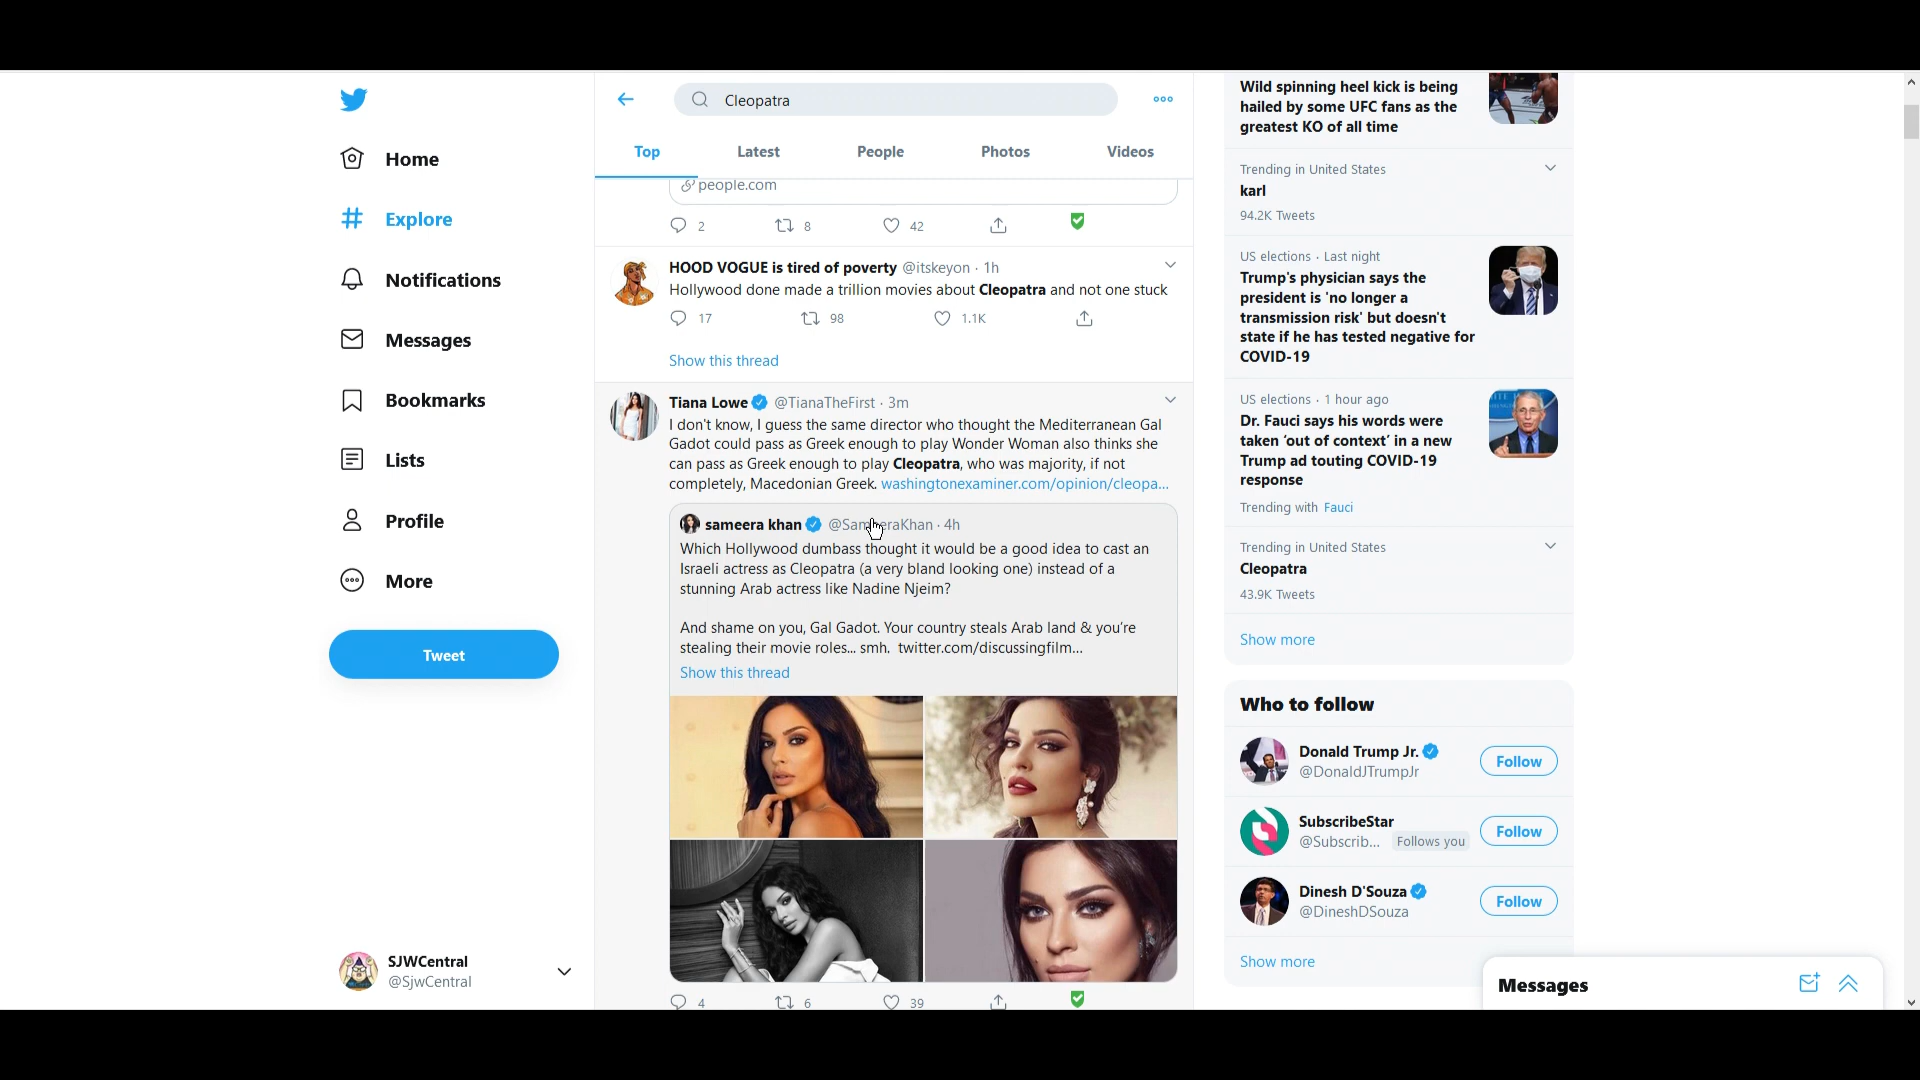 Home
Explore
Notifications
Messages
Bookmarks
Lists
Profile
More
Tweet
SJWCentral
@SjwCentral
Cleopatra
Top
Latest
People
Photos
Videos
people.com
2
8
42
HOOD VOGUE is tired of poverty @itskeyon · 1h
Hollywood done made a trillion movies about Cleopatra and not one stuck
17
98
1.1K
Show this thread
Tiana Lowe @TianaTheFirst · 3m
I don't know, I guess the same director who thought the Mediterranean Gal
Gadot could pass as Greek enough to play Wonder Woman also thinks she
can pass as Greek enough to play Cleopatra, who was majority, if not
completely, Macedonian Greek. washingtonexaminer.com/opinion/cleopa...
sameera khan @SameeraKhan · 4h
Which Hollywood dumbass thought it would be a good idea to cast an
Israeli actress as Cleopatra (a very bland looking one) instead of a
stunning Arab actress like Nadine Njeim?
And shame on you, Gal Gadot. Your country steals Arab land & you're
stealing their movie roles... smh. twitter.com/discussingfilm...
Show this thread
4
6
39
Wild spinning heel kick is being
hailed by some UFC fans as the
greatest KO of all time
Trending in United States
karl
94.2K Tweets
US elections · Last night
Trump's physician says the
president is 'no longer a
transmission risk' but doesn't
state if he has tested negative for
COVID-19
US elections · 1 hour ago
Dr. Fauci says his words were
taken 'out of context' in a new
Trump ad touting COVID-19
response
Trending with Fauci
Trending in United States
Cleopatra
43.9K Tweets
Show more
Who to follow
Donald Trump Jr.
@DonaldJTrumpJr
Follow
SubscribeStar
@Subscrib... Follows you
Follow
Dinesh D'Souza
@DineshDSouza
Follow
Show more
Messages